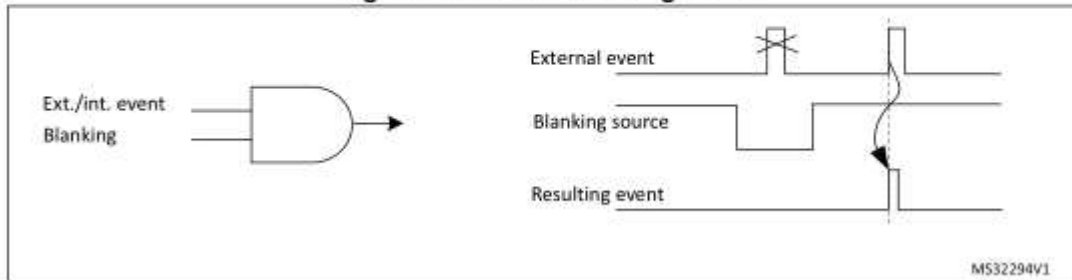 External event
Ext./int. event
Blanking
Blanking source
Resulting event
MS32294V1